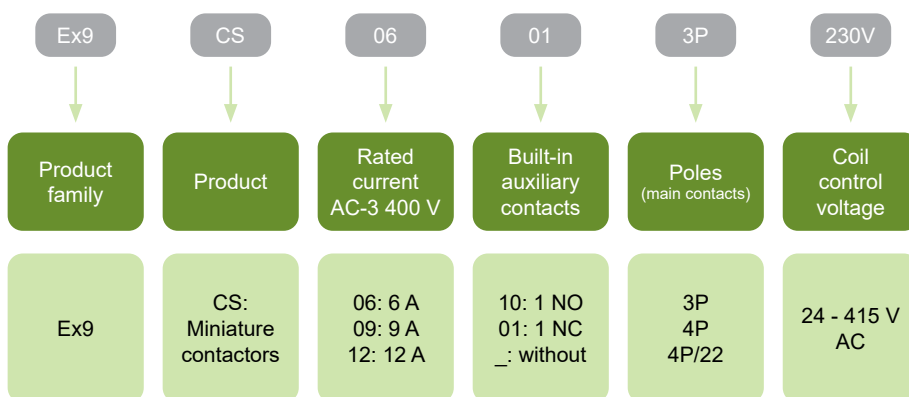 Ex9 CS 06 01 3P 230V
Product
family
Product
Rated
current
AC-3 400 V
Built-in
auxiliary
contacts
Poles
(main contacts)
Coil
control
voltage
Ex9
CS:
Miniature
contactors
06: 6 A
09: 9 A
12: 12 A
10: 1 NO
01: 1 NC
_: without
3P
4P
4P/22
24 - 415 V
AC